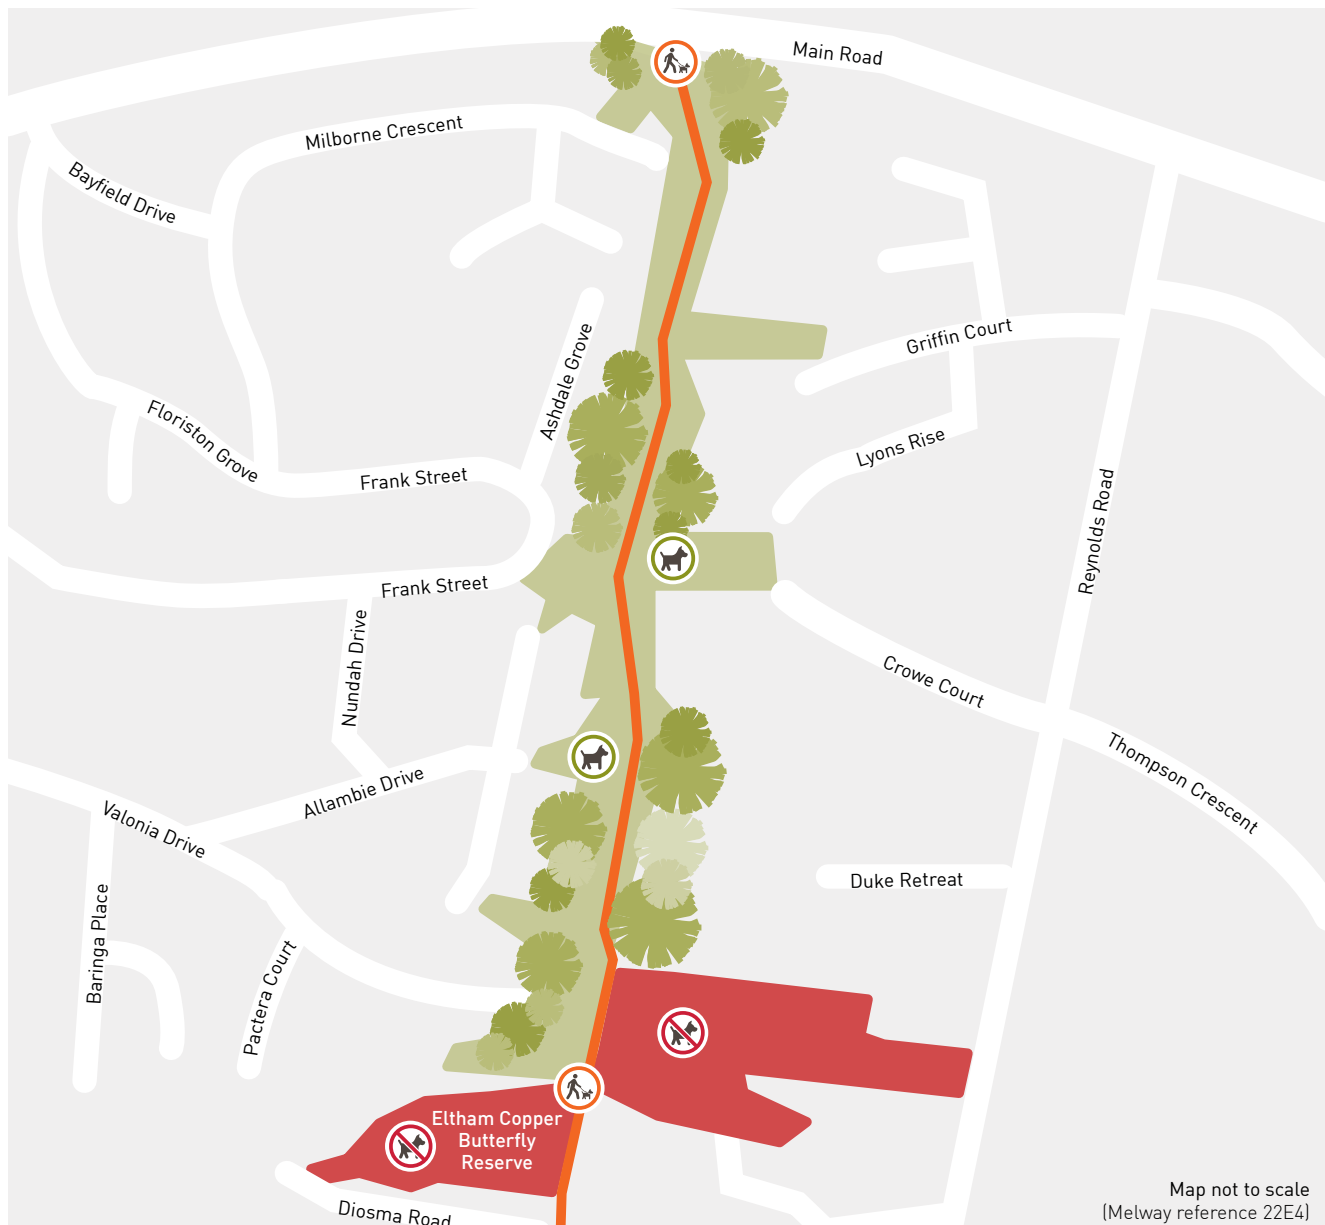 Main Road
Milborne Crescent
Bayfield Drive
Ashdale Grove
Griffin Court
Floriston Grove
Lyons Rise
Frank Street
Reynolds Road
Frank Street
Nundah Drive
Crowe Court
Thompson Crescent
Allambie Drive
Valonia Drive
Duke Retreat
Baringa Place
Pactera Court
Eltham Copper
Butterfly
Reserve
Diosma Road
Map not to scale
(Melway reference 22E4)